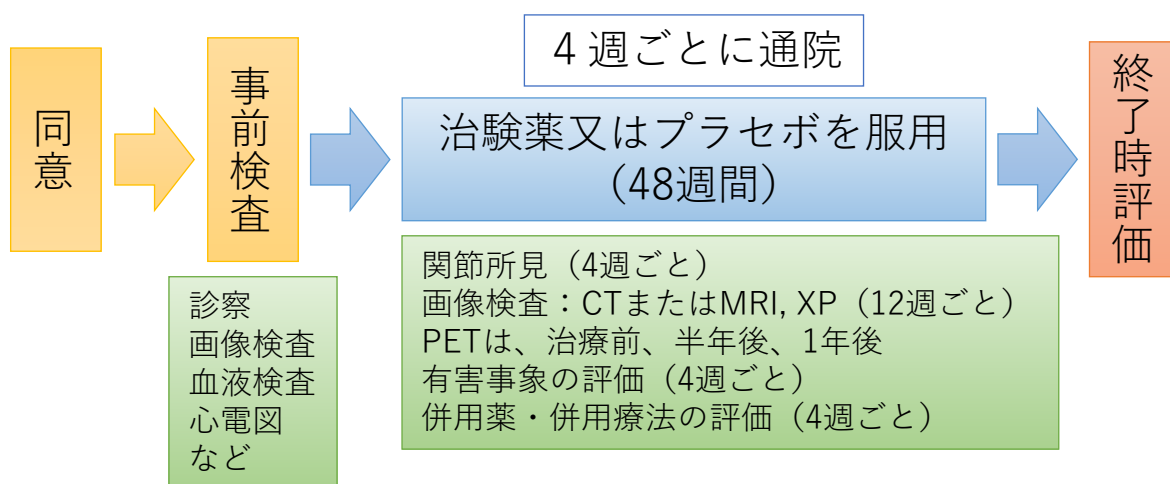 同意
事前検査
4 週ごとに通院
治験薬又はプラセボを服用
（48週間）
終了時評価
診察
画像検査
血液検査
心電図
など
関節所見（4週ごと）
画像検査：CTまたはMRI, XP（12週ごと）
PETは、治療前、半年後、1年後
有害事象の評価（4週ごと）
併用薬・併用療法の評価（4週ごと）